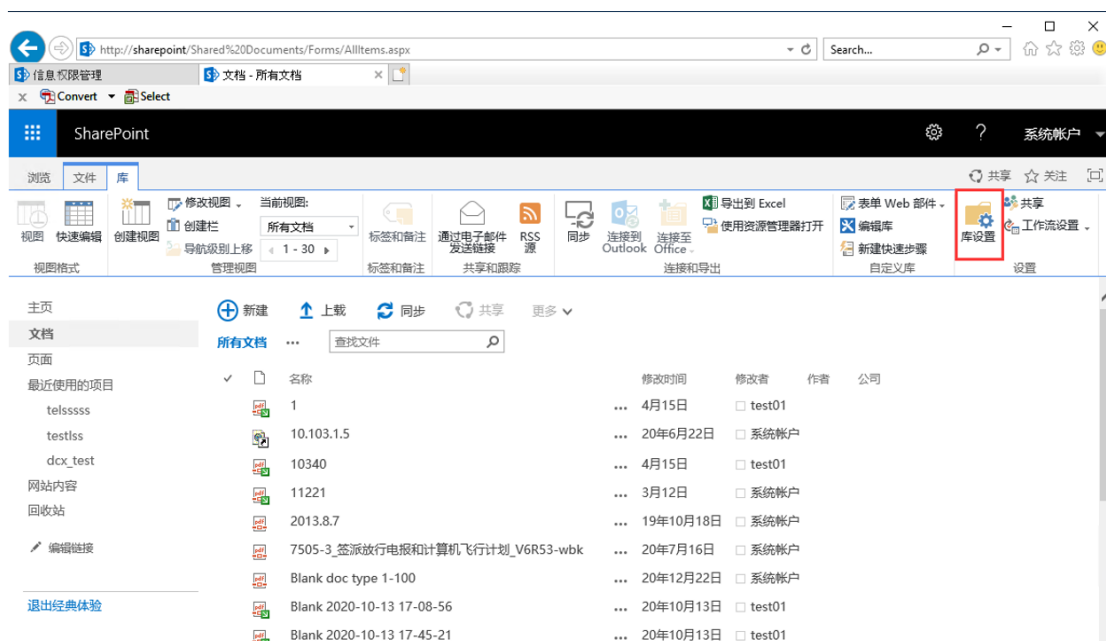 http://sharepoint/Shared%20Documents/Forms/AllItems.aspx
Search...
信息权限管理
文档 - 所有文档
x Convert Select
SharePoint
? 系统帐户
浏览 文件 库
共享 关注
视图
快速编辑
视图格式
创建视图
修改视图
创建栏
导航级别上移
当前视图:
所有文档
1 - 30
管理视图
标签和备注
标签和备注
通过电子邮件
发送链接
RSS
源
共享和跟踪
同步
连接到
Outlook
连接至
Office
导出到 Excel
使用资源管理器打开
连接和导出
表单 Web 部件
编辑库
新建快速步骤
自定义库
库设置
共享
工作流设置
设置
主页
文档
页面
最近使用的项目
telsssss
testlss
dcx_test
网站内容
回收站
编辑链接
退出经典体验
新建 上载 同步 共享 更多
所有文档 ... 查找文件
名称 修改时间 修改者 作者 公司
1 ... 4月15日 test01
10.103.1.5 ... 20年6月22日 系统帐户
10340 ... 4月15日 test01
11221 ... 3月12日 系统帐户
2013.8.7 ... 19年10月18日 系统帐户
7505-3_签派放行电报和计算机飞行计划_V6R53-wbk ... 20年7月16日 系统帐户
Blank doc type 1-100 ... 20年12月22日 系统帐户
Blank 2020-10-13 17-08-56 ... 20年10月13日 test01
Blank 2020-10-13 17-45-21 ... 20年10月13日 test01